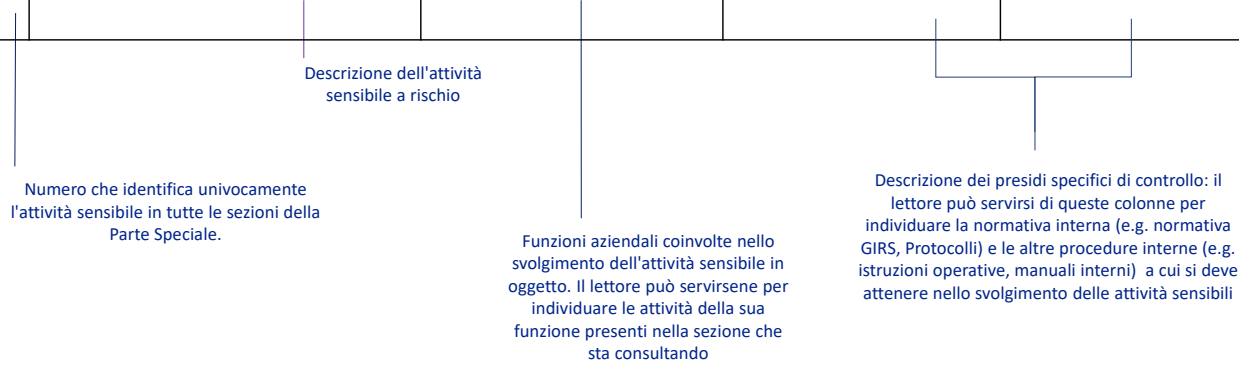 Descrizione dell'attività
sensibile a rischio
Numero che identifica univocamente
l'attività sensibile in tutte le sezioni della
Parte Speciale.
Funzioni aziendali coinvolte nello
svolgimento dell'attività sensibile in
oggetto. Il lettore può servirsene per
individuare le attività della sua
funzione presenti nella sezione che
sta consultando
Descrizione dei presidi specifici di controllo: il
lettore può servirsi di queste colonne per
individuare la normativa interna (e.g. normativa
GIRS, Protocolli) e le altre procedure interne (e.g.
istruzioni operative, manuali interni) a cui si deve
attenere nello svolgimento delle attività sensibili